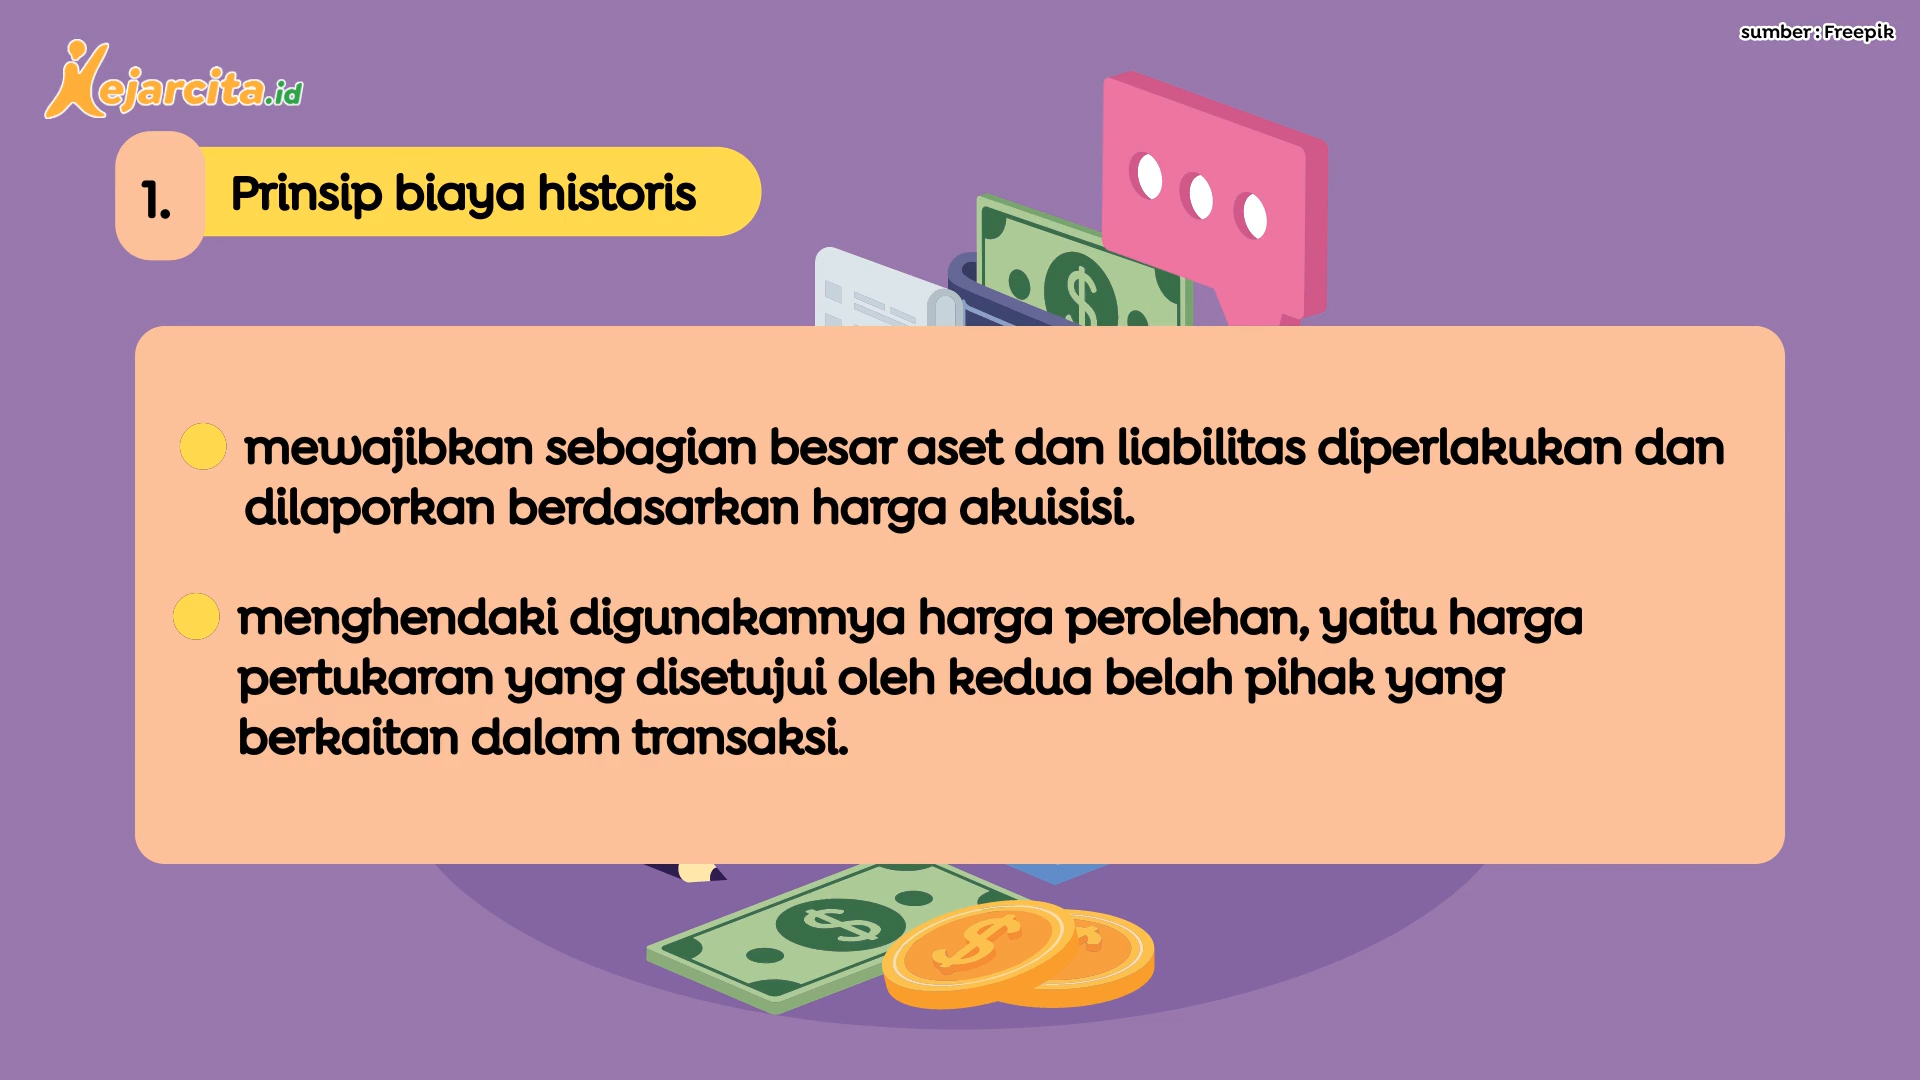 sumber : Freepik
Kejarcita.id
1. Prinsip biaya historis
mewajibkan sebagian besar aset dan liabilitas diperlakukan dan
dilaporkan berdasarkan harga akuisisi.
menghendaki digunakannya harga perolehan, yaitu harga
pertukaran yang disetujui oleh kedua belah pihak yang
berkaitan dalam transaksi.